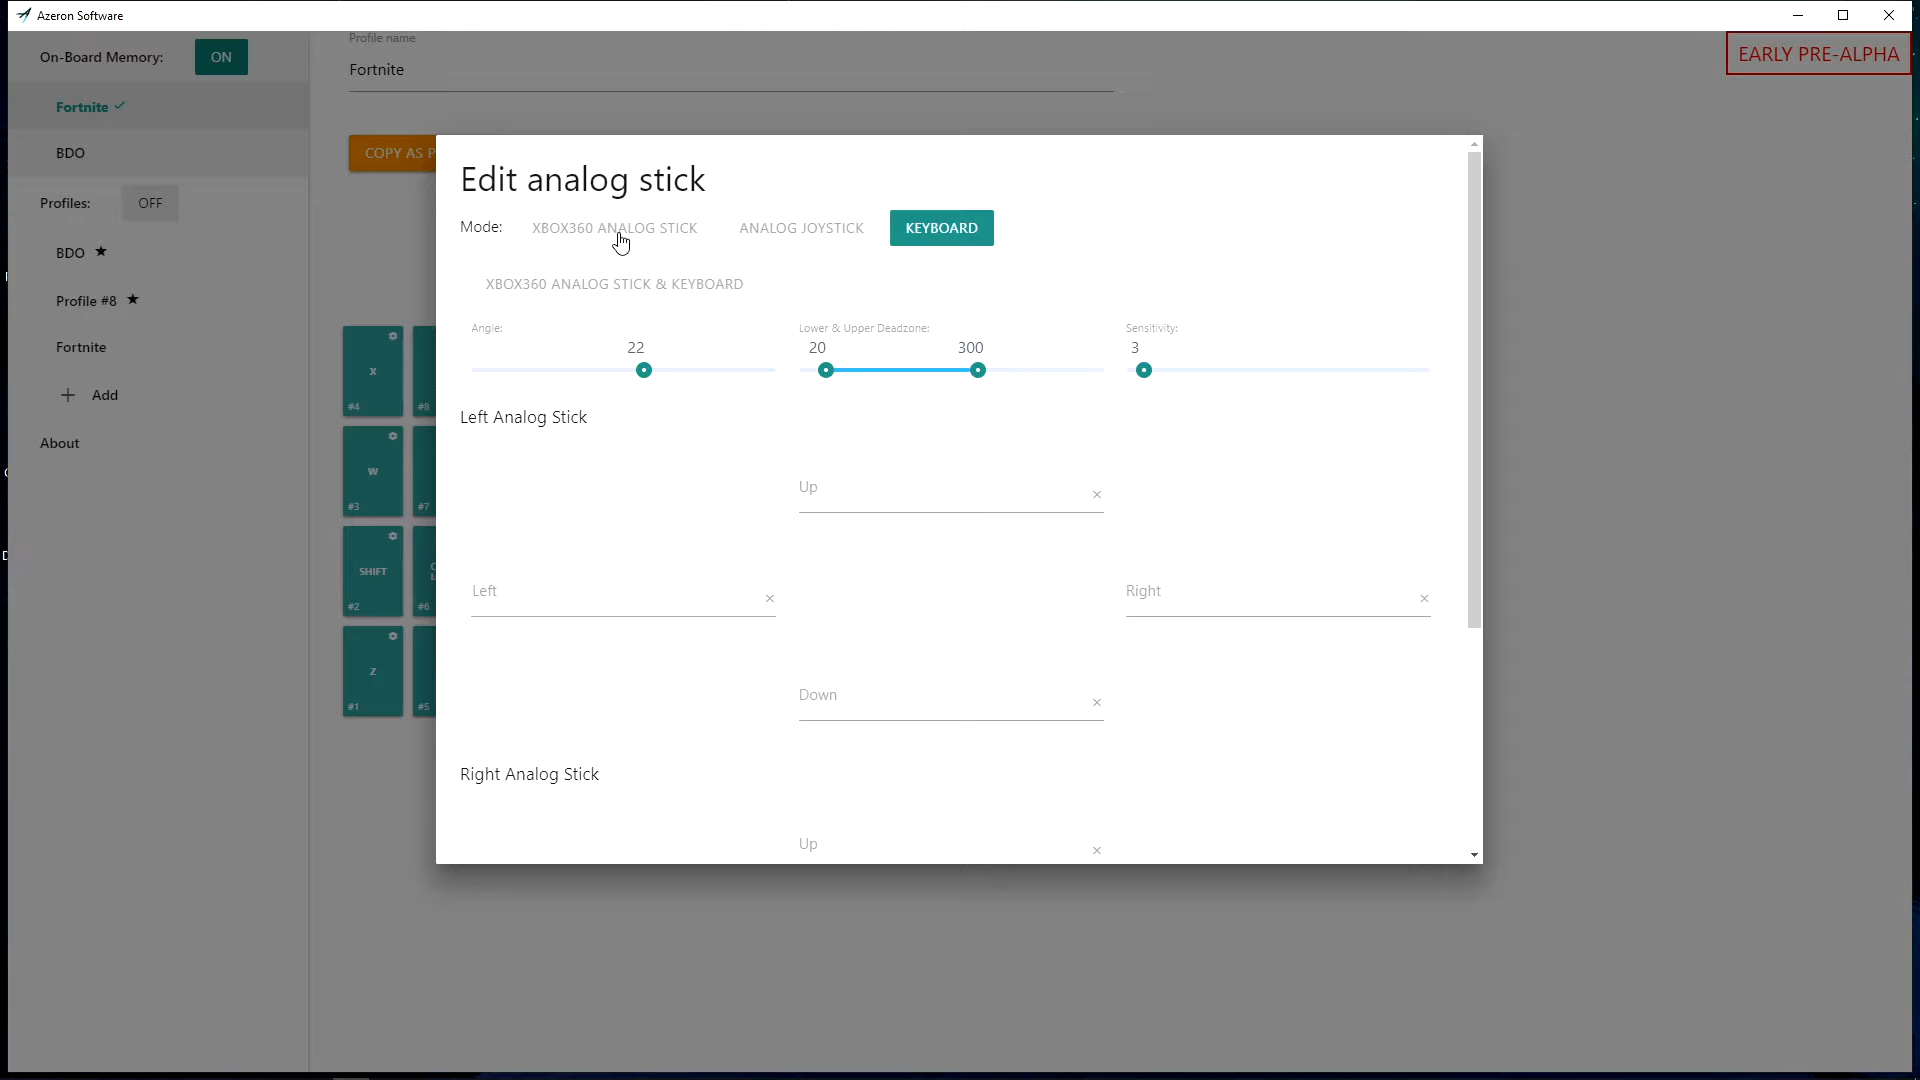 Azeron Software
On-Board Memory: ON
Fortnite
BDO
Profiles: OFF
BDO
Profile #8
Fortnite
Add
About
Profile name
Fortnite
EARLY PRE-ALPHA
COPY AS P
X
#4
#8
W
#3
#7
SHIFT
#2
#6
Z
#1
#5
Edit analog stick
Mode: XBOX360 ANALOG STICK ANALOG JOYSTICK KEYBOARD
XBOX360 ANALOG STICK & KEYBOARD
Angle: Lower & Upper Deadzone: Sensitivity:
22 20 300 3
Left Analog Stick
Up
Left Right
Down
Right Analog Stick
Up